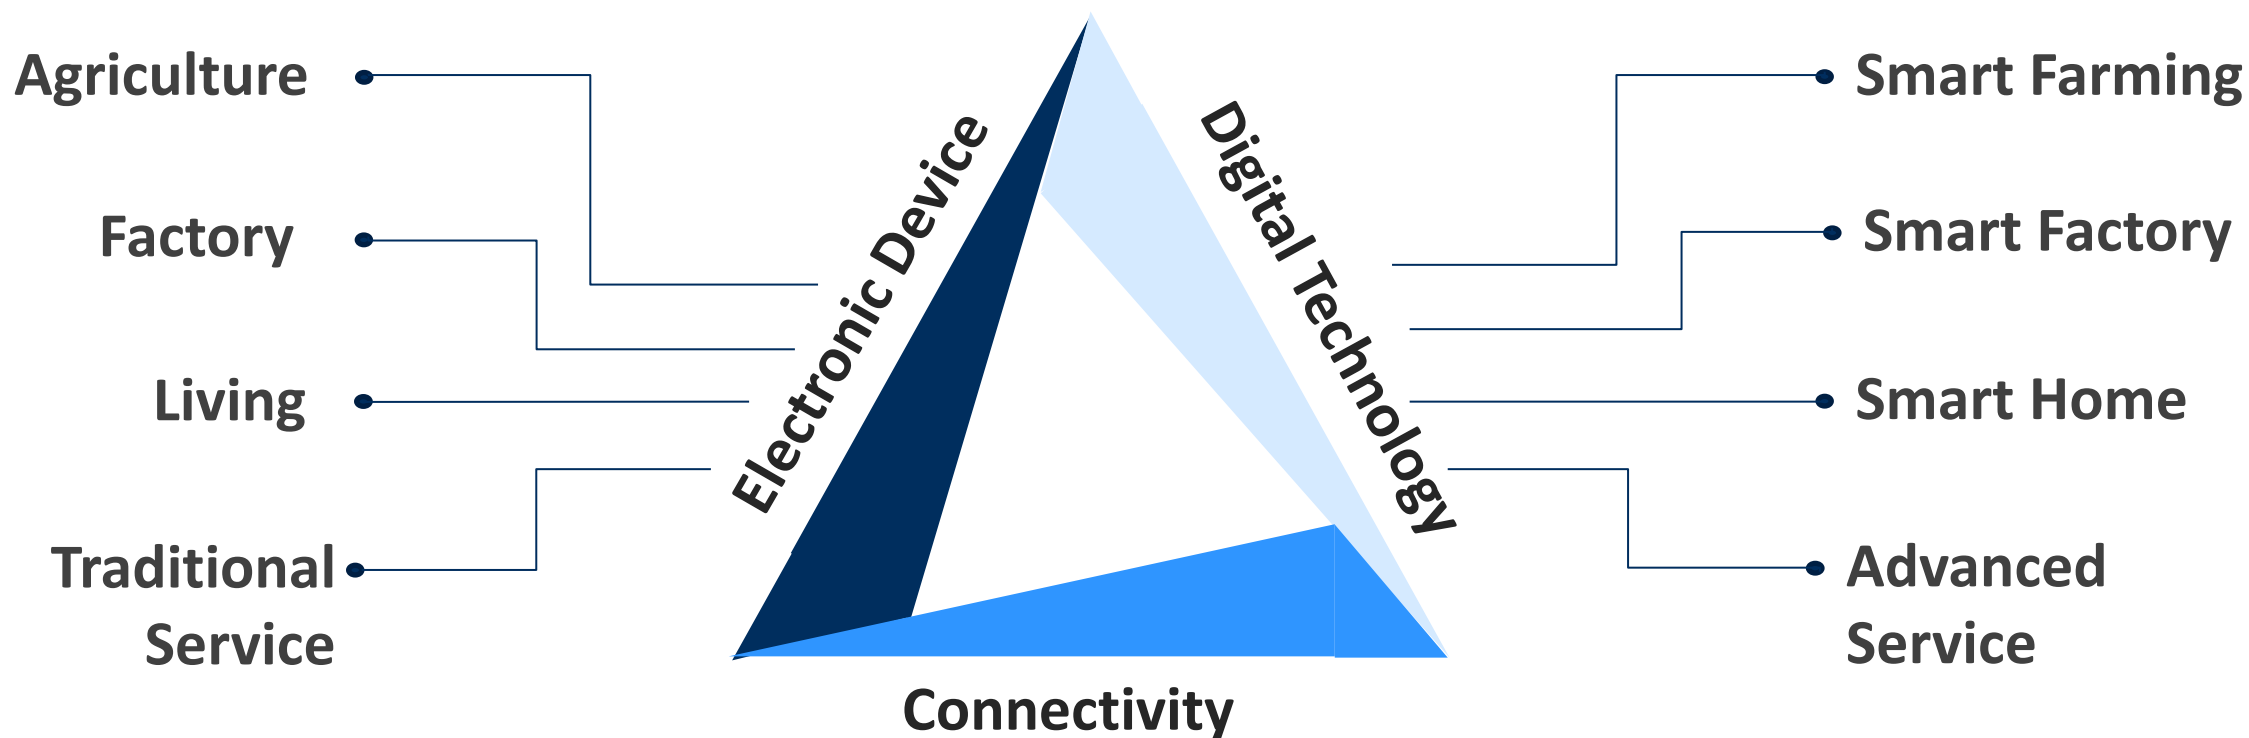 Agriculture
Factory
Living
Traditional
Service
Electronic Device
Digital Technology
Connectivity
Smart Farming
Smart Factory
Smart Home
Advanced
Service